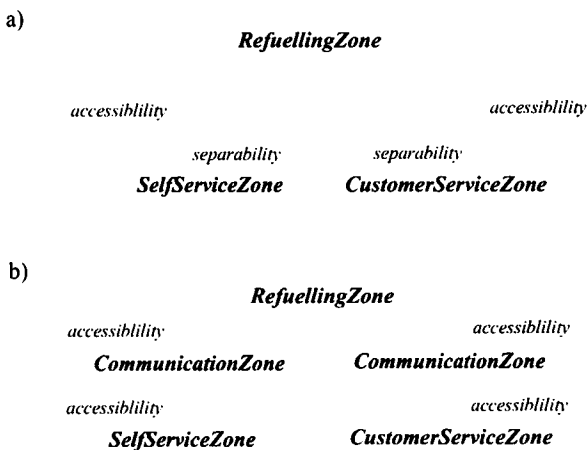 a)
RefuellingZone
accessiblility accessiblility
separability separability
SelfServiceZone CustomerServiceZone
b)
RefuellingZone
accessiblility accessiblility
CommunicationZone CommunicationZone
accessiblility accessiblility
SelfServiceZone CustomerServiceZone